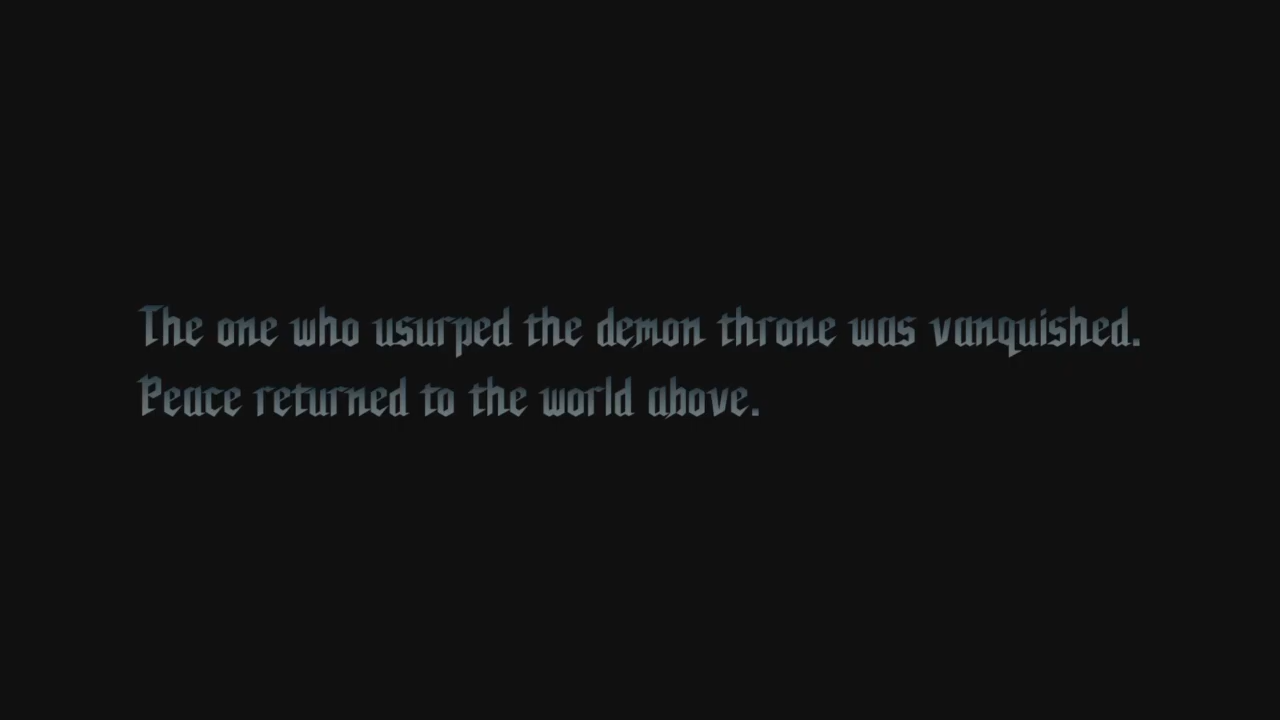 The one who usurped the demon throne was vanquished.
Peace returned to the world above.